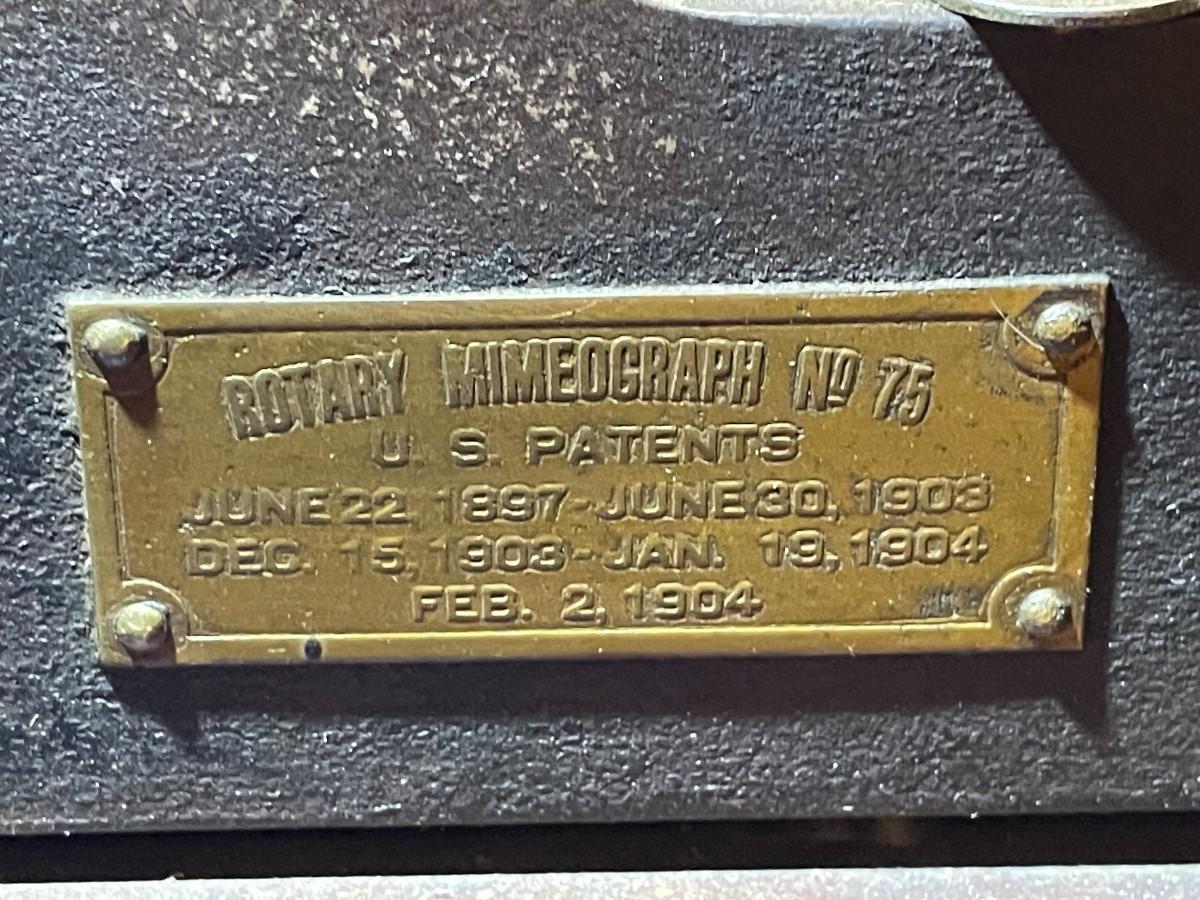 ROTARY MIMEOGRAPH Nº 75
U. S. PATENTS
JUNE 22, 1897-JUNE 30, 1903
DEC. 15, 1903-JAN. 19, 1904
FEB. 2, 1904